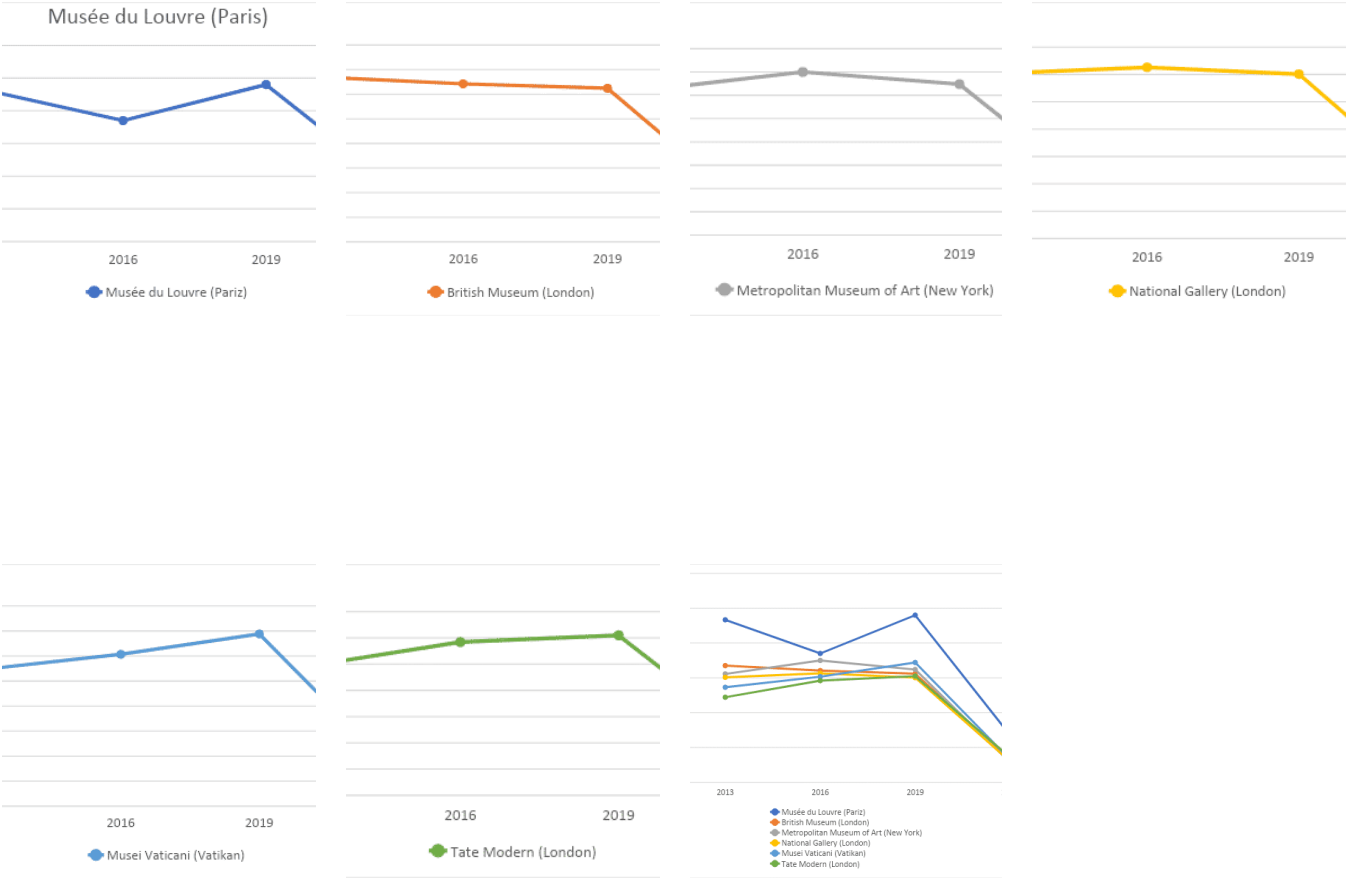 Musée du Louvre (Paris)
2016 2019
Musée du Louvre (Pariz)
2016 2019
British Museum (London)
2016 2019
Metropolitan Museum of Art (New York)
2016 2019
National Gallery (London)
2016 2019
Musei Vaticani (Vatikan)
2016 2019
Tate Modern (London)
2013 2016 2019
Musée du Louvre (Pariz)
British Museum (London)
Metropolitan Museum of Art (New York)
National Gallery (London)
Musei Vaticani (Vatikan)
Tate Modern (London)